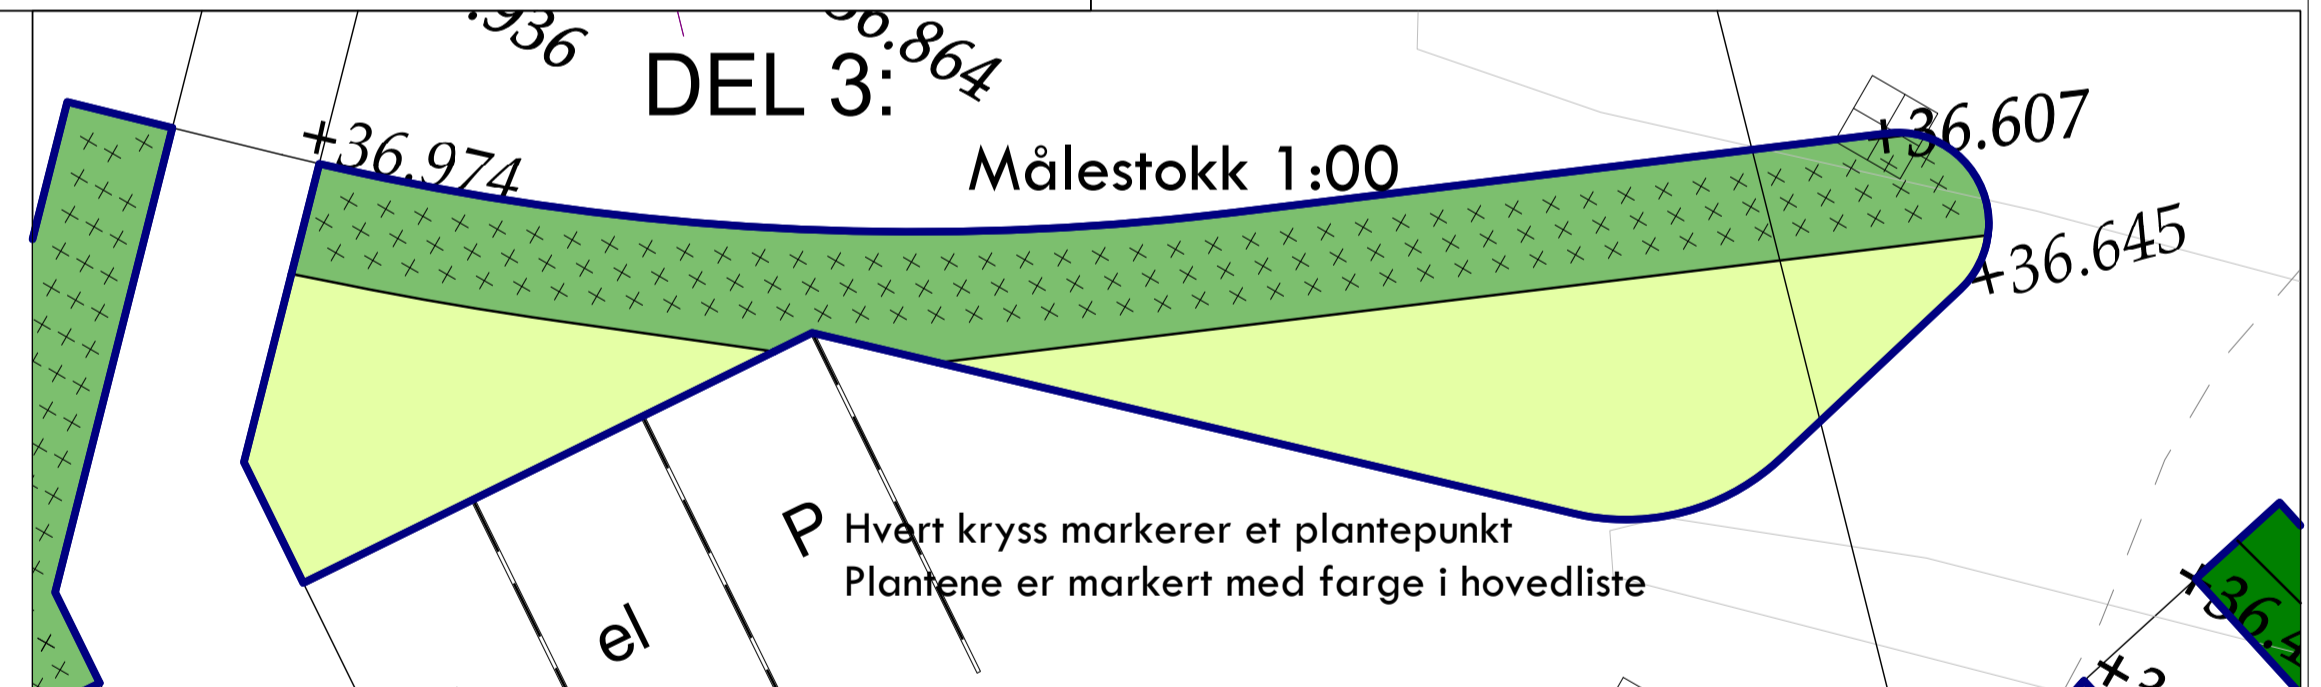 .936
36.864
DEL 3:
+36.974
Målestokk 1:00
+36.607
+36.645
P
Hvert kryss markerer et plantepunkt
Plantene er markert med farge i hovedliste
el